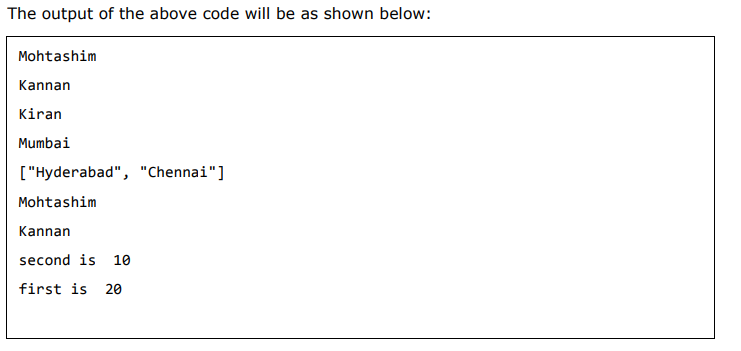 The output of the above code will be as shown below:
Mohtashim
Kannan
Kiran
Mumbai
["Hyderabad", "Chennai"]
Mohtashim
Kannan
second is  10
first is  20